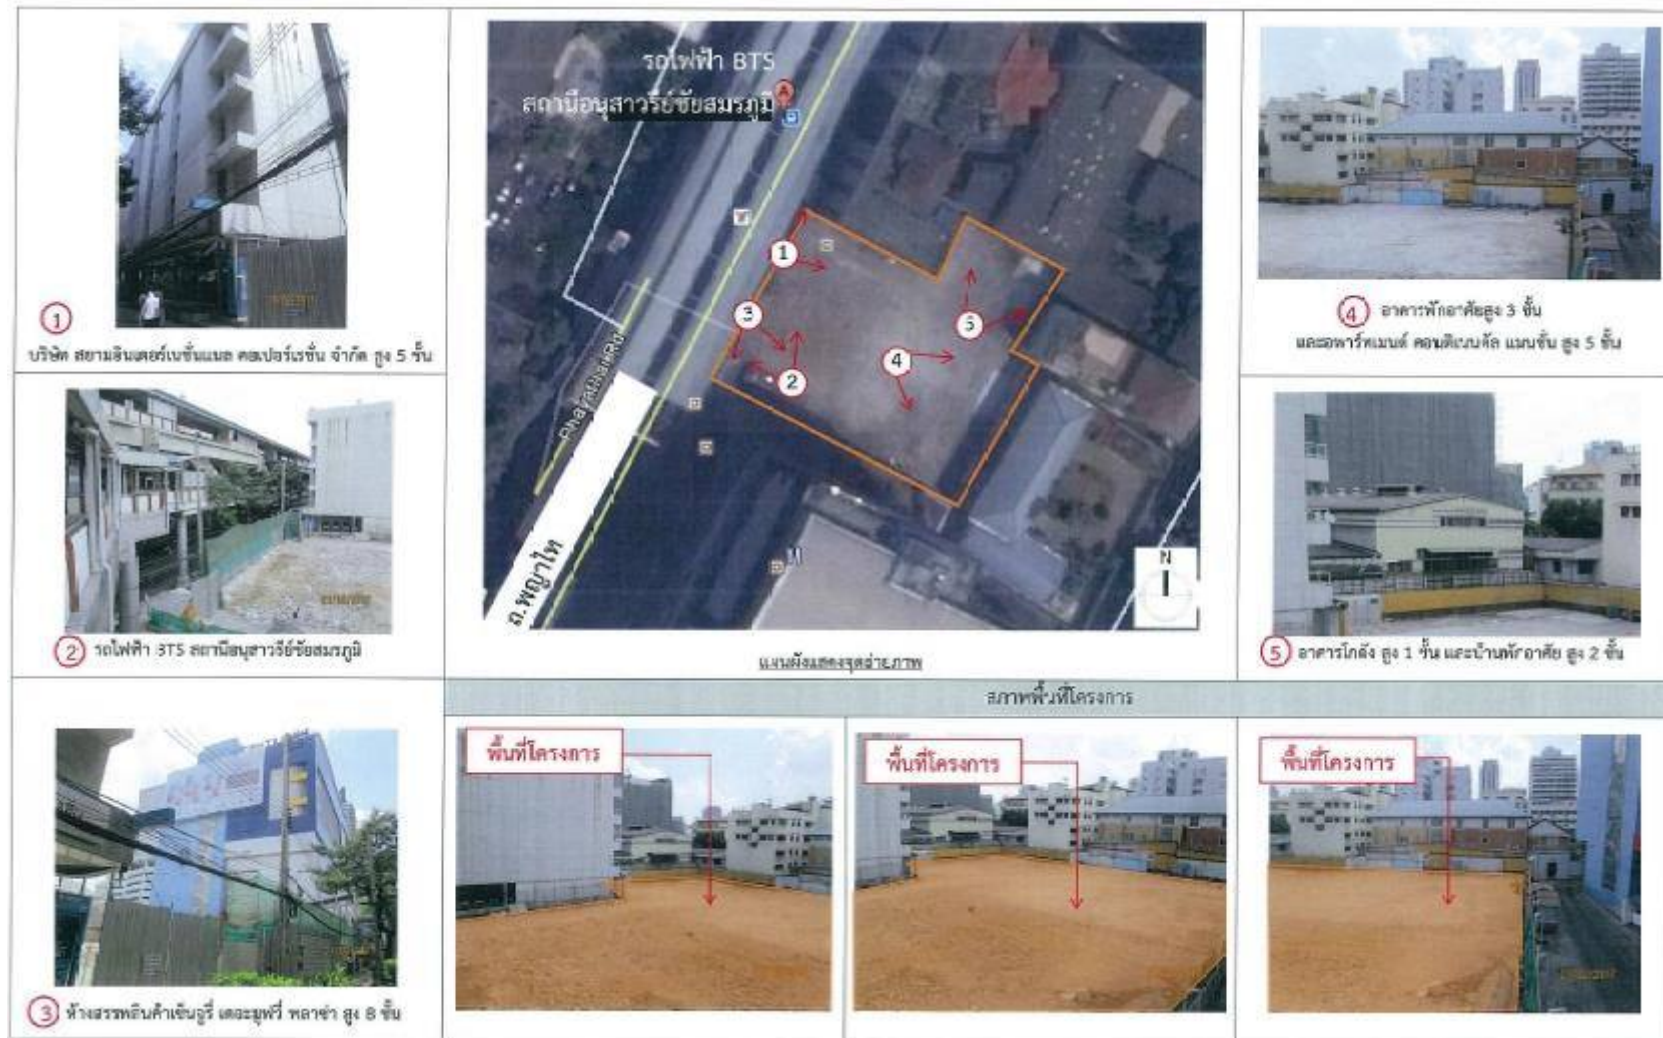 รถไฟฟ้า BTS
สถานีอนุสาวรีย์ชัยสมรภูมิ
A
1
3
2
4
5
Phayathai Rd
ถ.พญาไท
N
แผนผังแสดงจุดถ่ายภาพ
1
บริษัท สยามอินเตอร์เนชั่นแนล คอเปอร์เรชั่น จำกัด สูง 5 ชั้น
2 รถไฟฟ้า BTS สถานีอนุสาวรีย์ชัยสมรภูมิ
3 ห้างสรรพสินค้าเซ็นจูรี่ เดอะมูฟวี่ พลาซ่า สูง 8 ชั้น
4 อาคารพักอาศัยสูง 3 ชั้น
และอพาร์ทเมนต์ คอนติเนนตัล แมนชั่น สูง 5 ชั้น
5 อาคารโกดัง สูง 1 ชั้น และบ้านพักอาศัย สูง 2 ชั้น
สภาพพื้นที่โครงการ
พื้นที่โครงการ
พื้นที่โครงการ
พื้นที่โครงการ